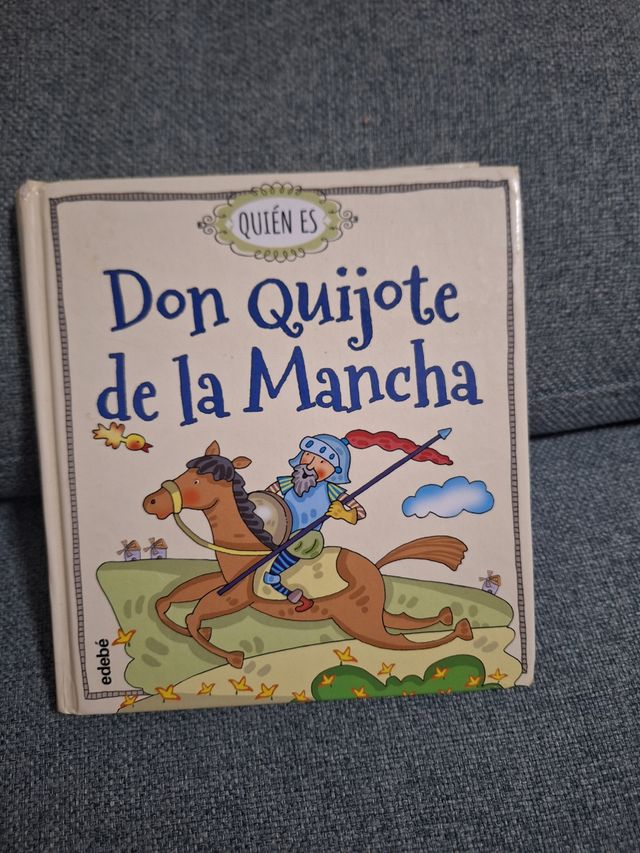 QUIÉN ES
Don Quijote
de la Mancha
edebé